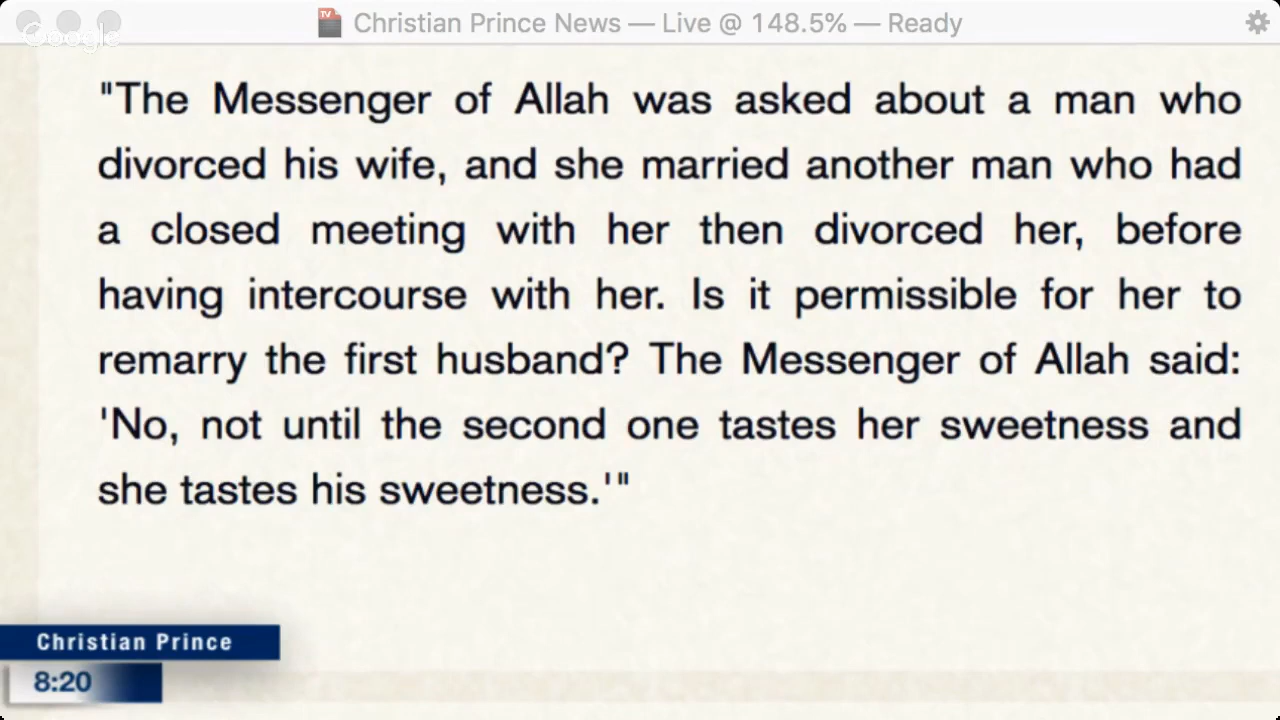 Christian Prince News — Live @ 148.5% — Ready
Google
TV
"The Messenger of Allah was asked about a man who
divorced his wife, and she married another man who had
a closed meeting with her then divorced her, before
having intercourse with her. Is it permissible for her to
remarry the first husband? The Messenger of Allah said:
'No, not until the second one tastes her sweetness and
she tastes his sweetness.'"
Christian Prince
8:20